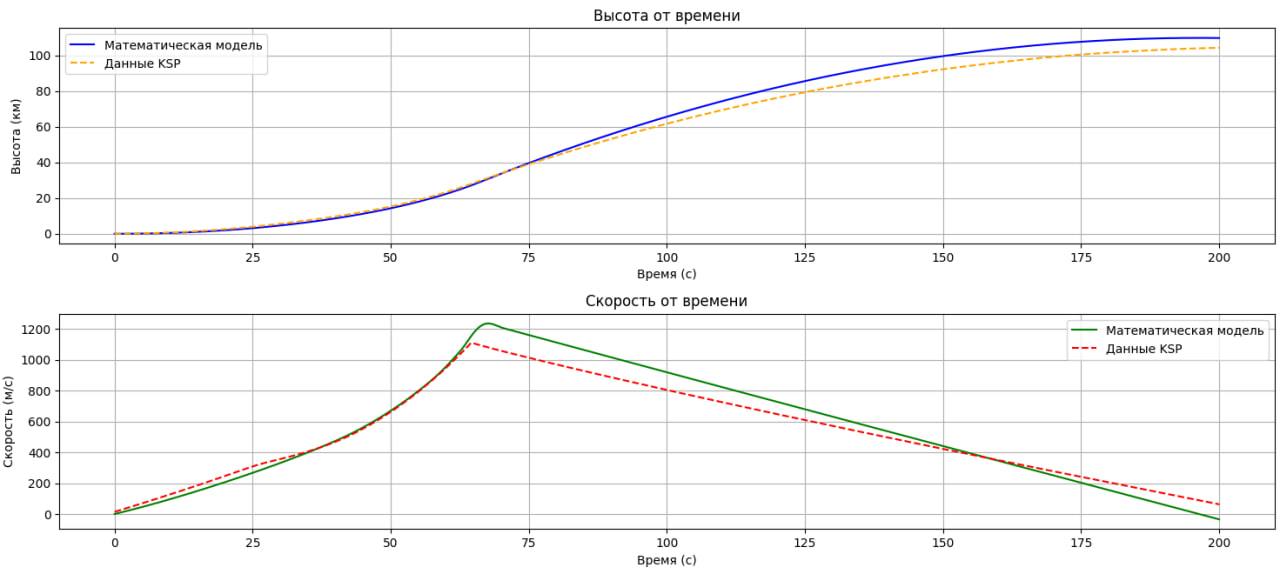 Высота от времени
Математическая модель
Данные KSP
Высота (км)
100
80
60
40
20
0
0 25 50 75 100 125 150 175 200
Время (с)
Скорость от времени
Математическая модель
Данные KSP
Скорость (м/с)
1200
1000
800
600
400
200
0
0 25 50 75 100 125 150 175 200
Время (с)